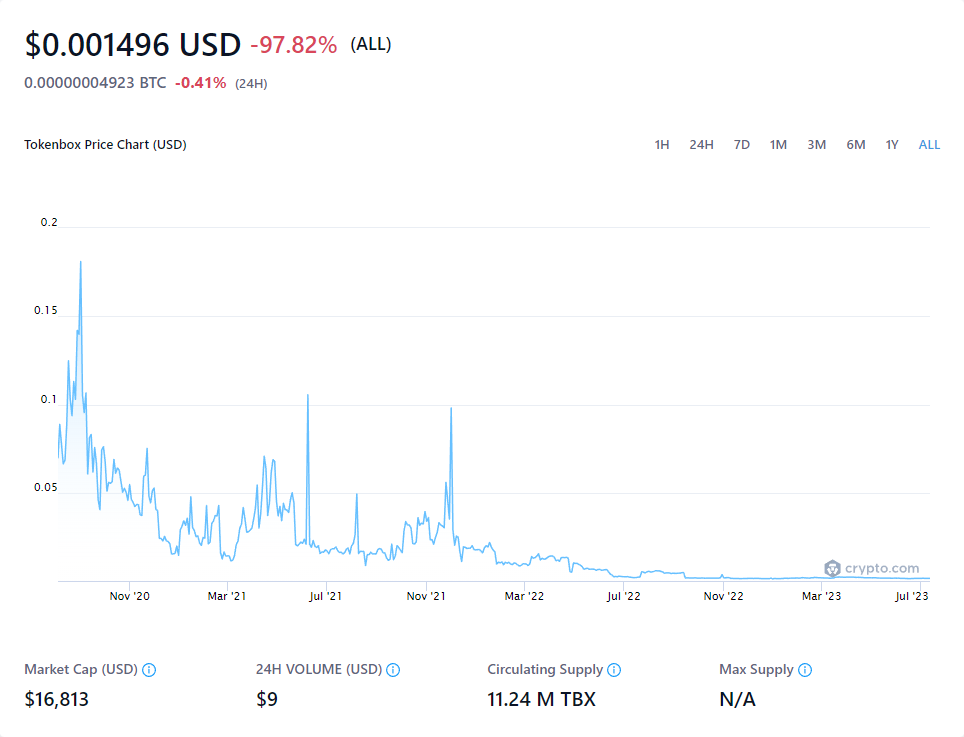 $0.001496 USD -97.82% (ALL)
0.00000004923 BTC -0.41% (24H)
Tokenbox Price Chart (USD) 1H 24H 7D 1M 3M 6M 1Y ALL
0.2
0.15
0.1
0.05
crypto.com
Nov '20 Mar '21 Jul '21 Nov '21 Mar '22 Jul '22 Nov '22 Mar '23 Jul '23
Market Cap (USD) 24H VOLUME (USD) Circulating Supply Max Supply
$16,813 $9 11.24 M TBX N/A